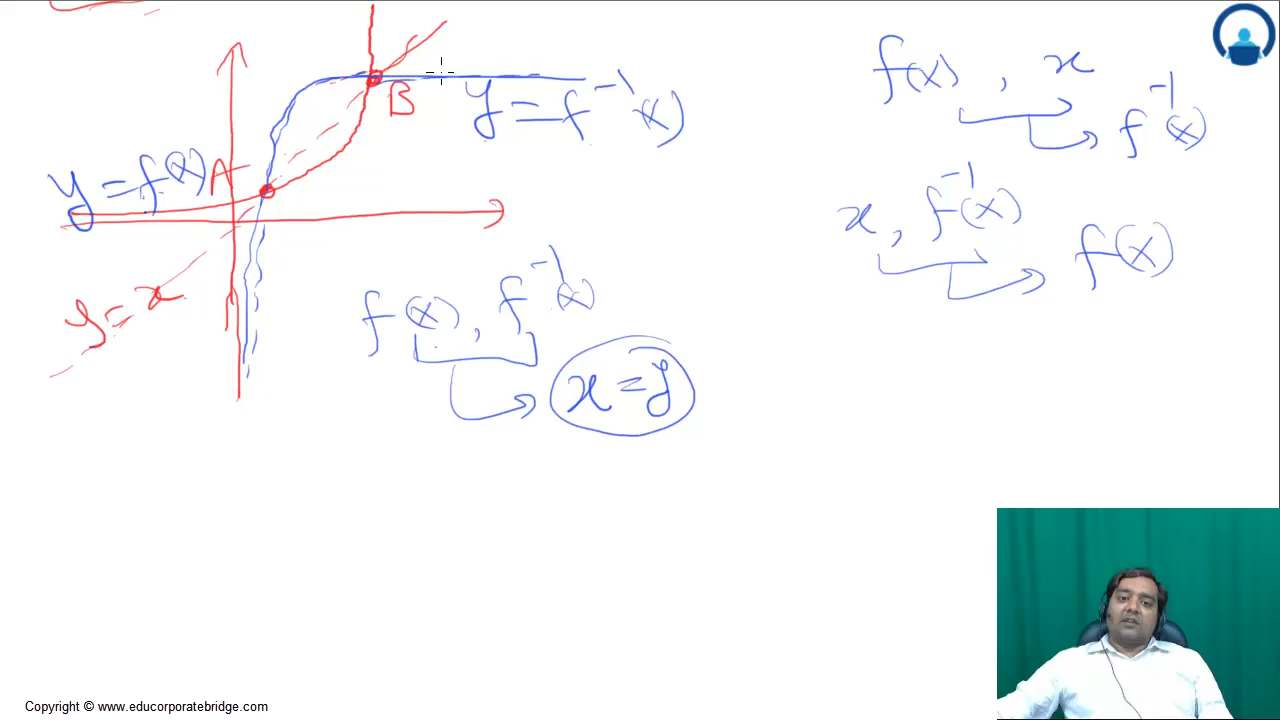 B
y = f⁻¹(x)
y = f(x)
A
y = x
f(x), f⁻¹(x)
x = y
f(x), x
f⁻¹(x)
x, f⁻¹(x)
f(x)
Copyright © www.educorporatebridge.com